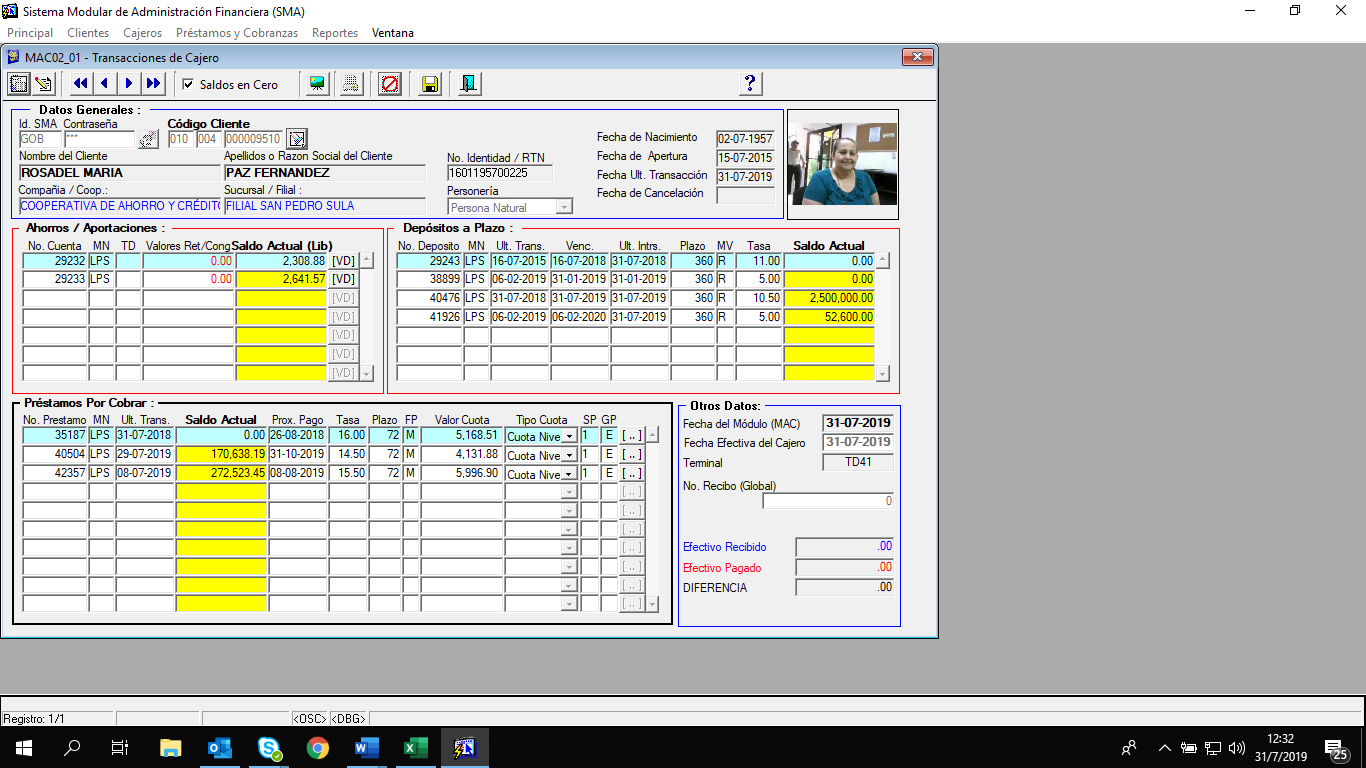 Sistema Modular de Administración Financiera (SMA)
Principal Clientes Cajeros Préstamos y Cobranzas Reportes Ventana
MAC02_01 - Transacciones de Cajero
Saldos en Cero ?
Datos Generales :
Id. SMA Contraseña Código Cliente
GOB *** 010 004 000009510
Nombre del Cliente Apellidos o Razon Social del Cliente
ROSADEL MARIA PAZ FERNANDEZ
Compañia / Coop.: Sucursal / Filial :
COOPERATIVA DE AHORRO Y CRÉDIT FILIAL SAN PEDRO SULA
No. Identidad / RTN
1601195700225
Personería
Persona Natural
Fecha de Nacimiento 02-07-1957
Fecha de Apertura 15-07-2015
Fecha Ult. Transacción 31-07-2019
Fecha de Cancelación
Ahorros / Aportaciones :
No. Cuenta MN TD Valores Ret/Cong Saldo Actual (Lib)
29232 LPS 0.00 2,308.88 [VD]
29233 LPS 0.00 2,641.57 [VD]
[VD]
[VD]
[VD]
[VD]
[VD]
Depósitos a Plazo :
No. Deposito MN Ult. Trans. Venc. Ult. Intrs. Plazo MV Tasa Saldo Actual
29243 LPS 16-07-2015 16-07-2018 31-07-2018 360 R 11.00 0.00
38899 LPS 06-02-2019 31-01-2019 31-01-2019 360 R 5.00 0.00
40476 LPS 31-07-2018 31-07-2019 31-07-2019 360 R 10.50 2,500,000.00
41926 LPS 06-02-2019 06-02-2020 31-07-2019 360 R 5.00 52,600.00
Préstamos Por Cobrar :
No. Prestamo MN Ult. Trans. Saldo Actual Prox. Pago Tasa Plazo FP Valor Cuota Tipo Cuota SP GP
35187 LPS 31-07-2018 0.00 26-08-2018 16.00 72 M 5,168.51 Cuota Nive 1 E [ .. ]
40504 LPS 29-07-2019 170,638.19 31-10-2019 14.50 72 M 4,131.88 Cuota Nive 1 E [ .. ]
42357 LPS 08-07-2019 272,523.45 08-08-2019 15.50 72 M 5,996.90 Cuota Nive 1 E [ .. ]
[ .. ]
[ .. ]
[ .. ]
[ .. ]
[ .. ]
[ .. ]
[ .. ]
Otros Datos:
Fecha del Módulo (MAC) 31-07-2019
Fecha Efectiva del Cajero 31-07-2019
Terminal TD41
No. Recibo (Global)
0
Efectivo Recibido .00
Efectivo Pagado .00
DIFERENCIA .00
Registro: 1/1 <OSC> <DBG>
12:32
31/7/2019
25